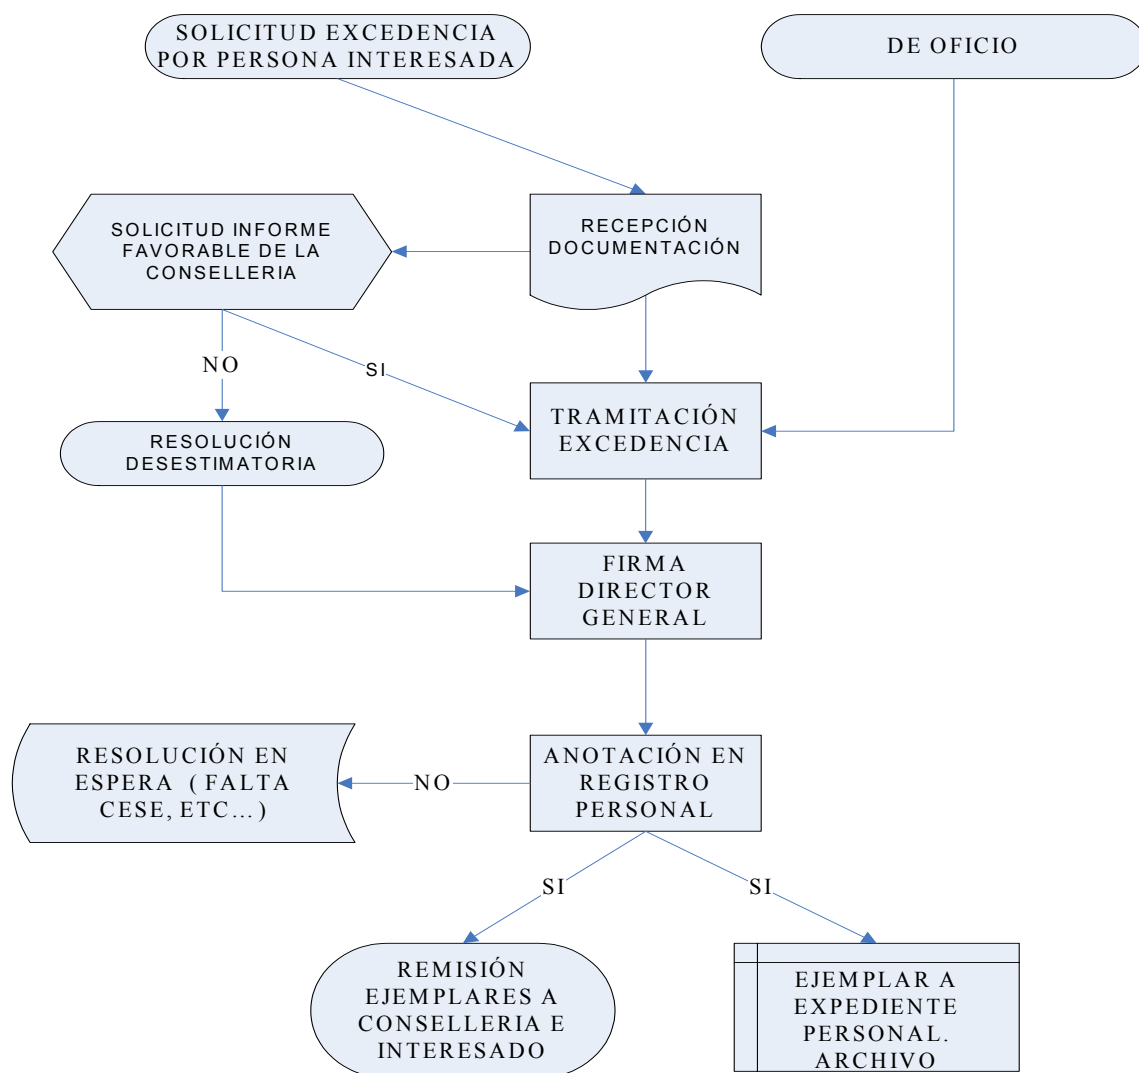 SOLICITUD EXCEDENCIA
POR PERSONA INTERESADA
DE OFICIO
SOLICITUD INFORME
FAVORABLE DE LA
CONSELLERIA
RECEPCIÓN
DOCUMENTACIÓN
NO
SI
RESOLUCIÓN
DESESTIMATORIA
TRAMITACIÓN
EXCEDENCIA
FIRMA
DIRECTOR
GENERAL
RESOLUCIÓN EN
ESPERA ( FALTA
CESE, ETC...)
NO
ANOTACIÓN EN
REGISTRO
PERSONAL
SI
SI
REMISIÓN
EJEMPLARES A
CONSELLERIA E
INTERESADO
EJEMPLAR A
EXPEDIENTE
PERSONAL.
ARCHIVO